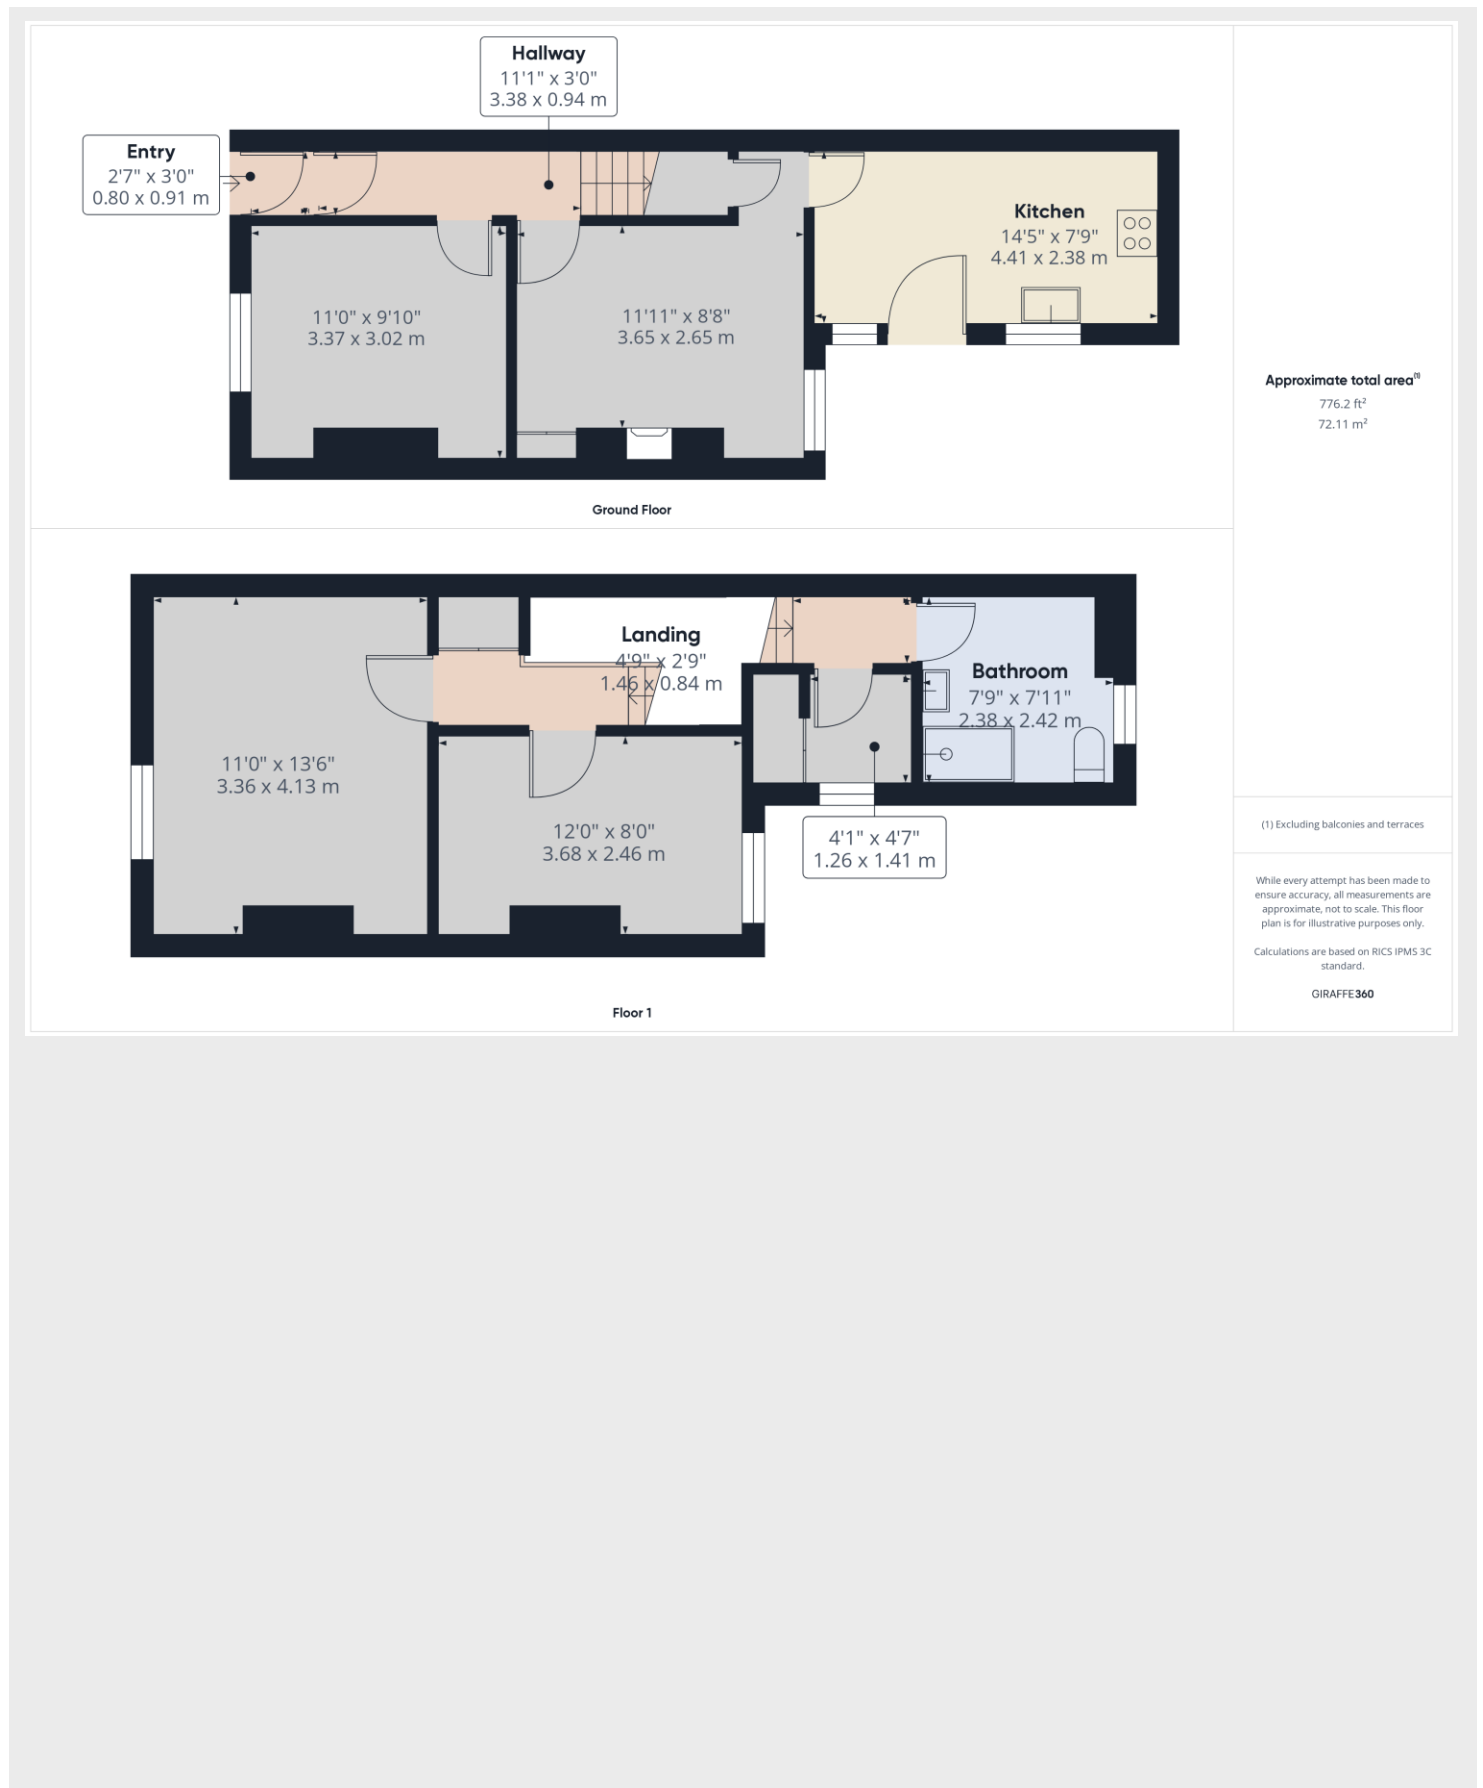 Hallway
11'1" x 3'0"
3.38 x 0.94 m
Entry
2'7" x 3'0"
0.80 x 0.91 m
Kitchen
14'5" x 7'9"
4.41 x 2.38 m
11'0" x 9'10"
3.37 x 3.02 m
11'11" x 8'8"
3.65 x 2.65 m
Ground Floor
Landing
4'9" x 2'9"
1.46 x 0.84 m
Bathroom
7'9" x 7'11"
2.38 x 2.42 m
11'0" x 13'6"
3.36 x 4.13 m
12'0" x 8'0"
3.68 x 2.46 m
4'1" x 4'7"
1.26 x 1.41 m
Floor 1
Approximate total area⁽¹⁾
776.2 ft²
72.11 m²
(1) Excluding balconies and terraces
While every attempt has been made to
ensure accuracy, all measurements are
approximate, not to scale. This floor
plan is for illustrative purposes only.
Calculations are based on RICS IPMS 3C
standard.
GIRAFFE360